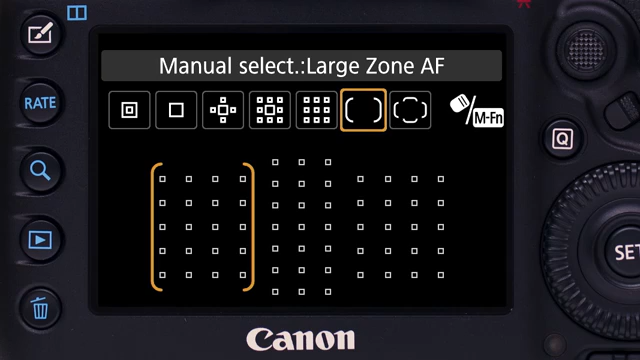 Manual select.:Large Zone AF
RATE
M-Fn
Q
SET
Canon